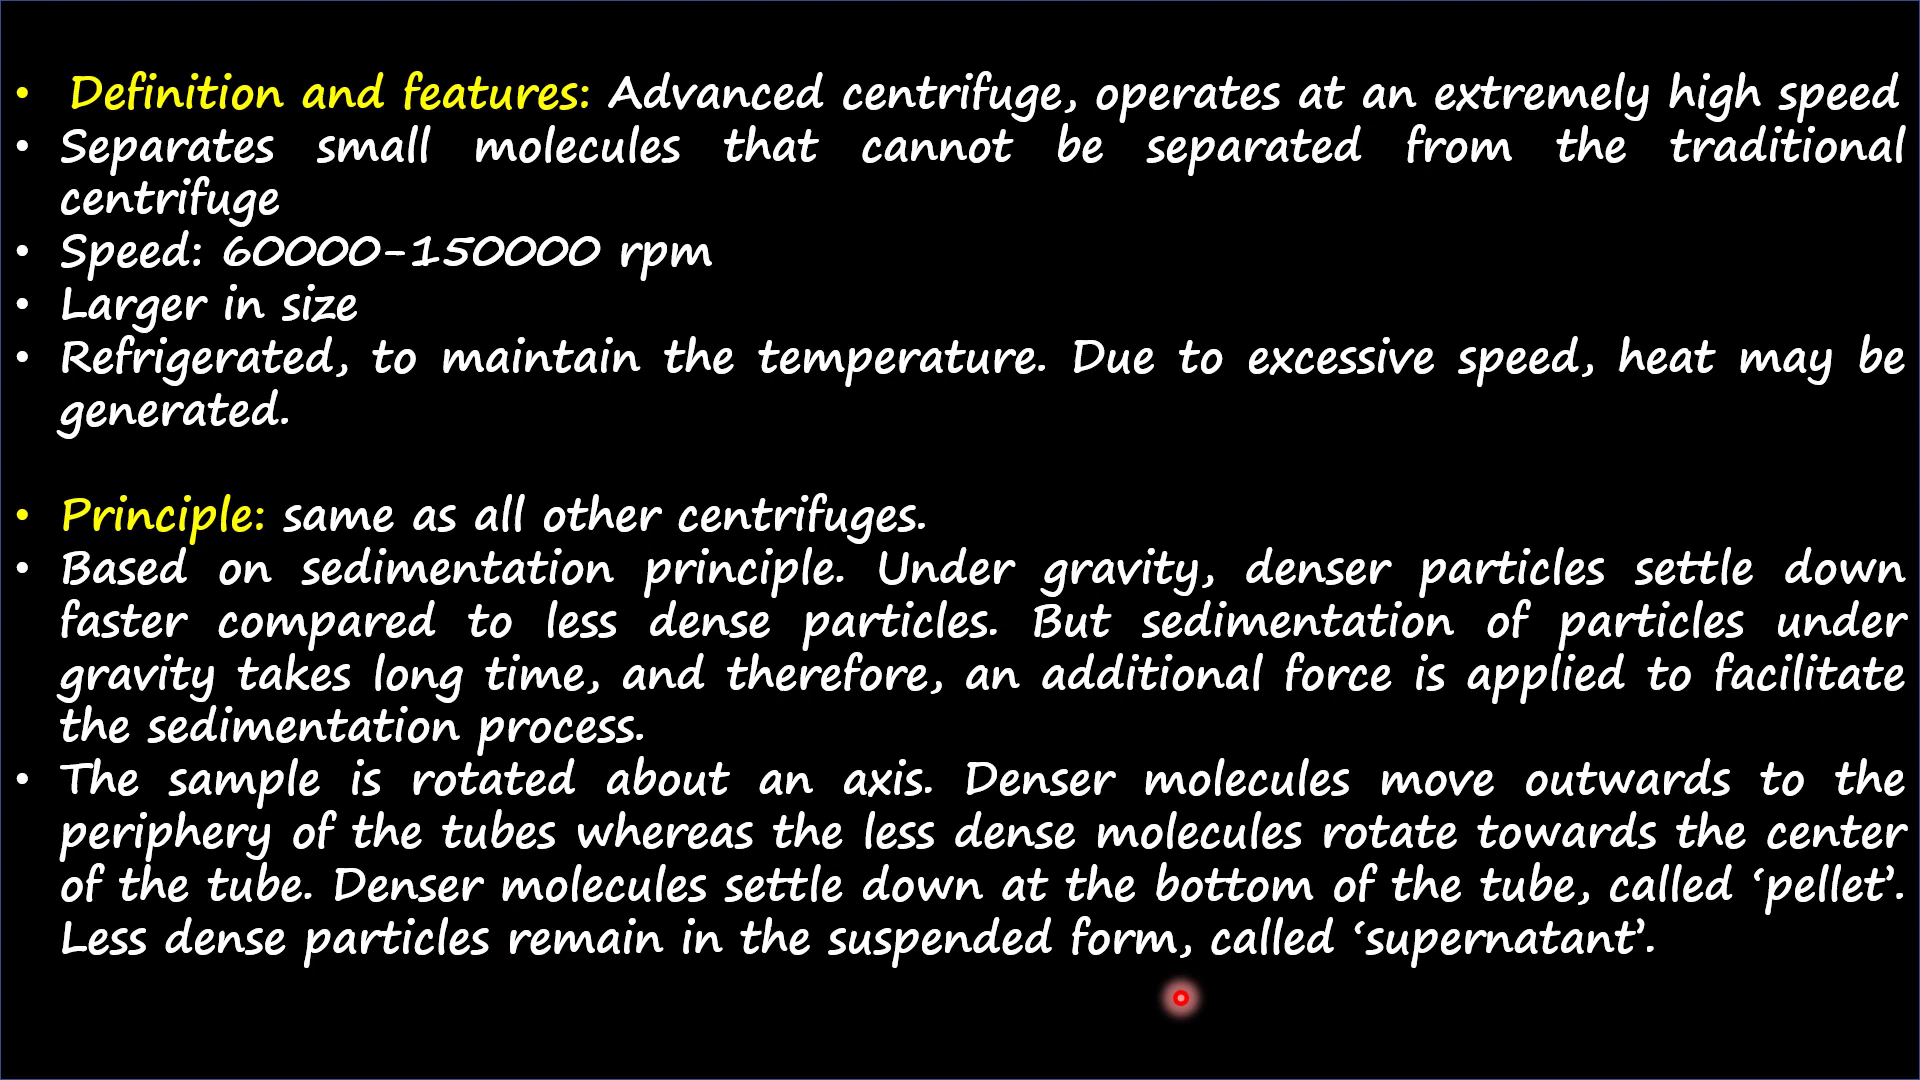 • Definition and features: Advanced centrifuge, operates at an extremely high speed
• Separates small molecules that cannot be separated from the traditional
centrifuge
• Speed: 60000-150000 rpm
• Larger in size
• Refrigerated, to maintain the temperature. Due to excessive speed, heat may be
generated.
• Principle: same as all other centrifuges.
• Based on sedimentation principle. Under gravity, denser particles settle down
faster compared to less dense particles. But sedimentation of particles under
gravity takes long time, and therefore, an additional force is applied to facilitate
the sedimentation process.
• The sample is rotated about an axis. Denser molecules move outwards to the
periphery of the tubes whereas the less dense molecules rotate towards the center
of the tube. Denser molecules settle down at the bottom of the tube, called ‘pellet’.
Less dense particles remain in the suspended form, called ‘supernatant’.